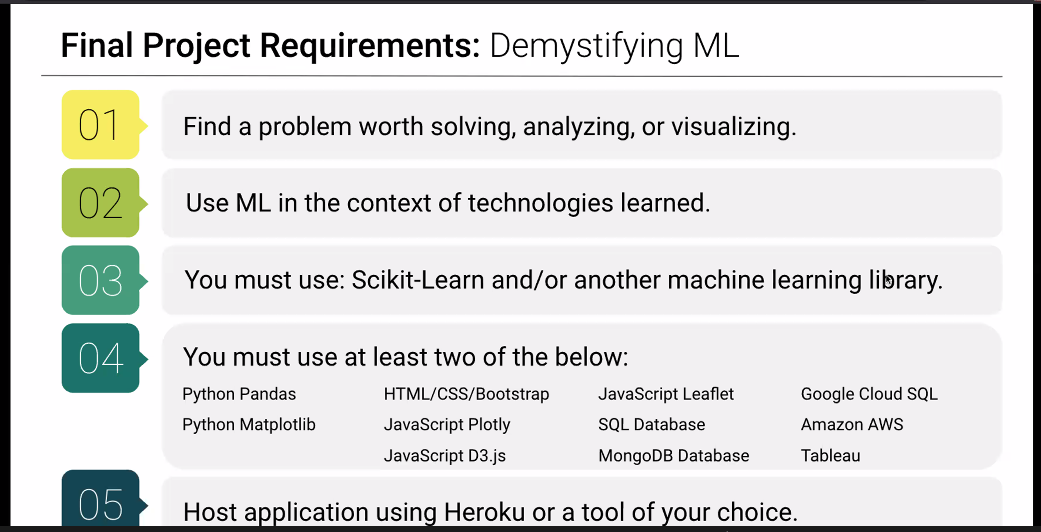 Final Project Requirements: Demystifying ML
01
Find a problem worth solving, analyzing, or visualizing.
02
Use ML in the context of technologies learned.
03
You must use: Scikit-Learn and/or another machine learning library.
04
You must use at least two of the below:
Python Pandas HTML/CSS/Bootstrap JavaScript Leaflet Google Cloud SQL
Python Matplotlib JavaScript Plotly SQL Database Amazon AWS
JavaScript D3.js MongoDB Database Tableau
05
Host application using Heroku or a tool of your choice.